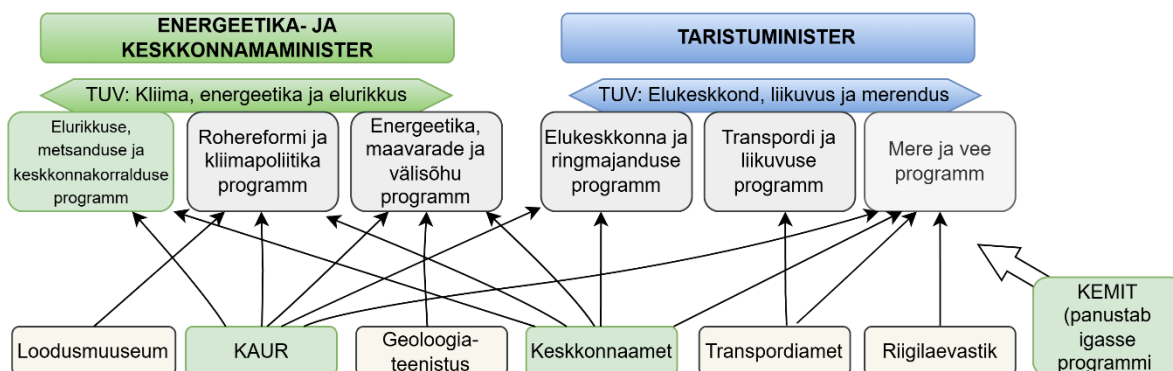 ENERGEETIKA- JA
KESKKONNAMINISTER
TARISTUMINISTER
TUV: Kliima, energeetika ja elurikkus
TUV: Elukeskkond, liikuvus ja merendus
Elurikkuse,
metsanduse ja
keskkonnakorralduse
programm
Rohereformi ja
kliimapoliitika
programm
Energeetika,
maavarade ja
välisõhu
programm
Elukeskkonna ja
ringmajanduse
programm
Transpordi ja
liikuvuse
programm
Mere ja vee
programm
Loodusmuuseum
KAUR
Geoloogia-
teenistus
Keskkonnaamet
Transpordiamet
Riigilaevastik
KEMIT
(panustab
igasse
programmi